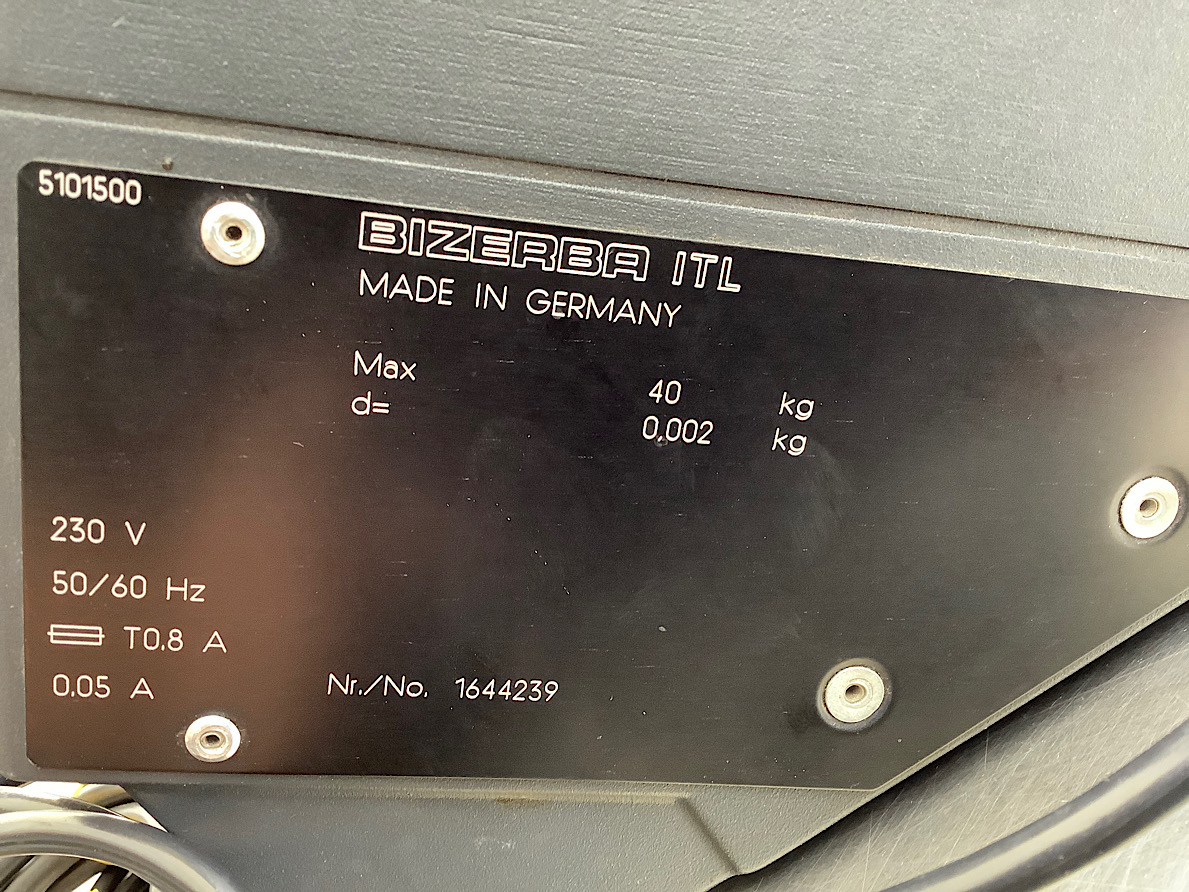 5101500
BIZERBA ITL
MADE IN GERMANY
Max 40 kg
d= 0,002 kg
230 V
50/60 Hz
T0,8 A
0,05 A
Nr./No. 1644239